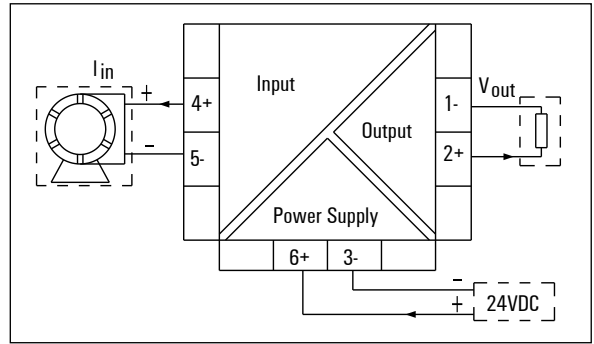 I in
+
4+
Input
1-
V out
-
5-
Output
2+
Power Supply
6+
3-
-
+
24VDC